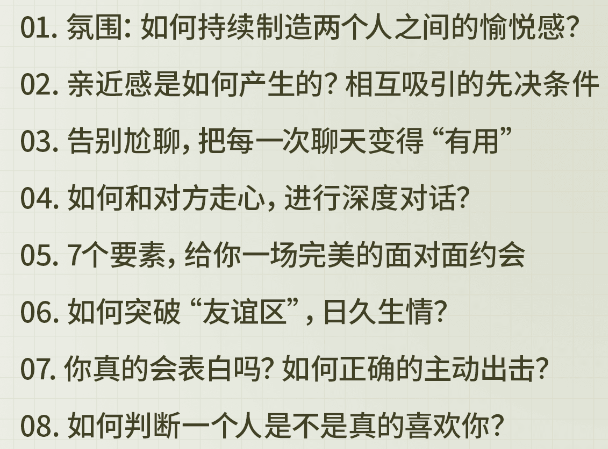 01. 氛围：如何持续制造两个人之间的愉悦感？
02. 亲近感是如何产生的？相互吸引的先决条件
03. 告别尬聊，把每一次聊天变得“有用”
04. 如何和对方走心，进行深度对话？
05. 7个要素，给你一场完美的面对面约会
06. 如何突破“友谊区”，日久生情？
07. 你真的会表白吗？如何正确的主动出击？
08. 如何判断一个人是不是真的喜欢你？